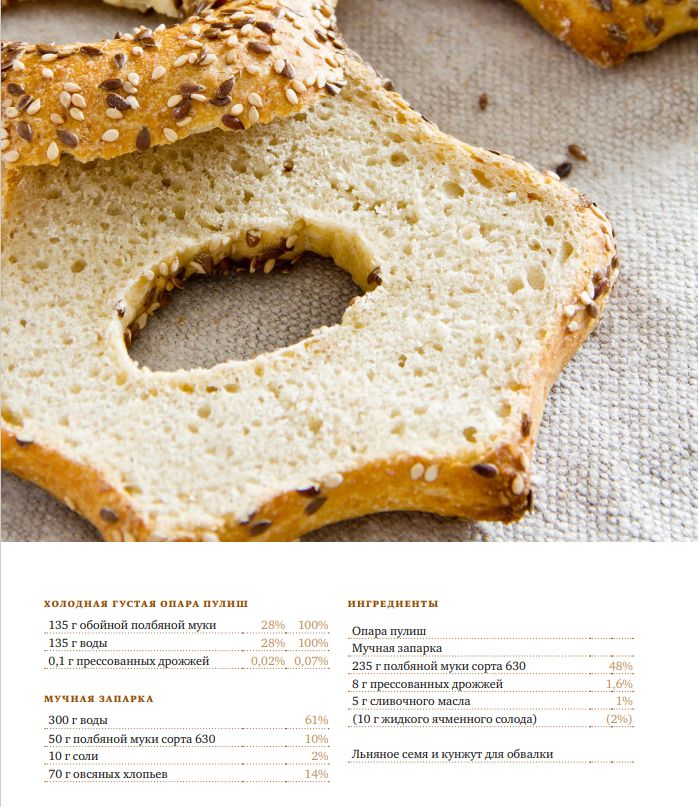 ХОЛОДНАЯ ГУСТАЯ ОПАРА ПУЛИШ
135 г обойной полбяной муки 28% 100%
135 г воды 28% 100%
0,1 г прессованных дрожжей 0,02% 0,07%
МУЧНАЯ ЗАПАРКА
300 г воды 61%
50 г полбяной муки сорта 630 10%
10 г соли 2%
70 г овсяных хлопьев 14%
ИНГРЕДИЕНТЫ
Опара пулиш
Мучная запарка
235 г полбяной муки сорта 630 48%
8 г прессованных дрожжей 1,6%
5 г сливочного масла 1%
(10 г жидкого ячменного солода) (2%)
Льняное семя и кунжут для обвалки